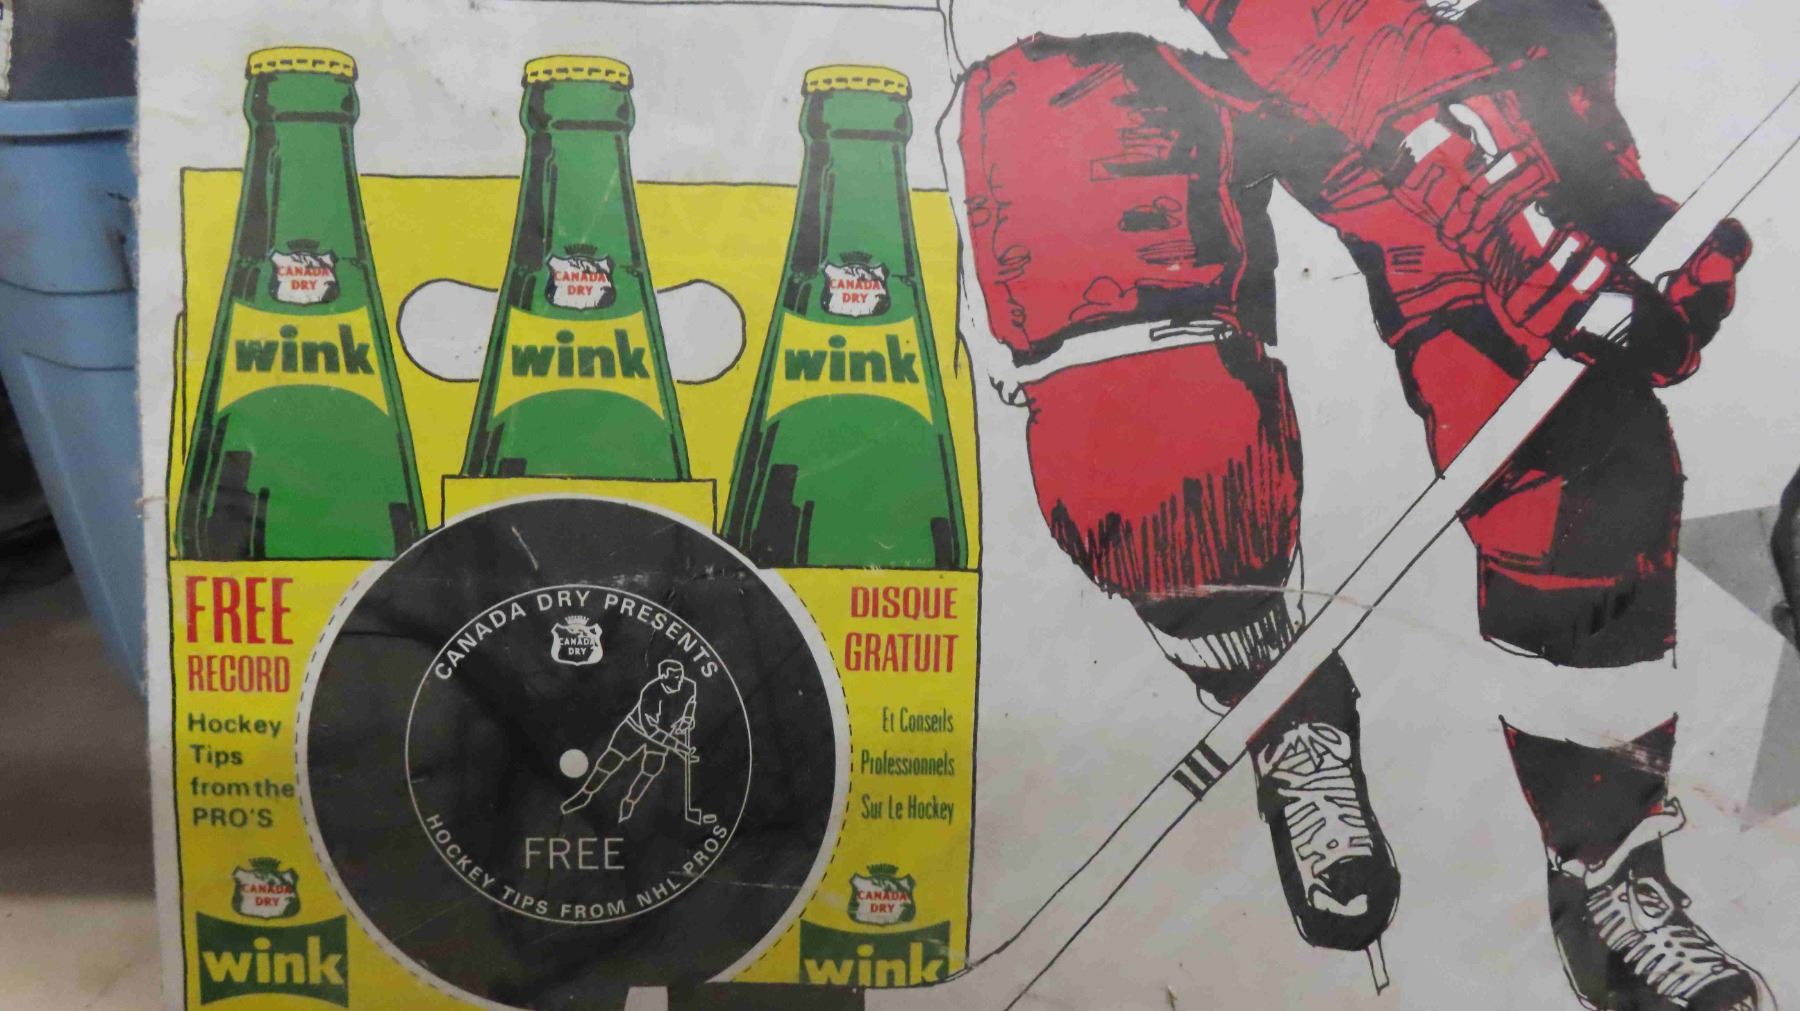 CANADA
DRY
wink
CANADA
DRY
wink
CANADA
DRY
wink
FREE
RECORD
Hockey
Tips
from the
PRO'S
CANADA
DRY
wink
CANADA DRY PRESENTS
CANADA
DRY
FREE
HOCKEY TIPS FROM NHL PROS
DISQUE
GRATUIT
Et Conseils
Professionnels
Sur Le Hockey
CANADA
DRY
wink